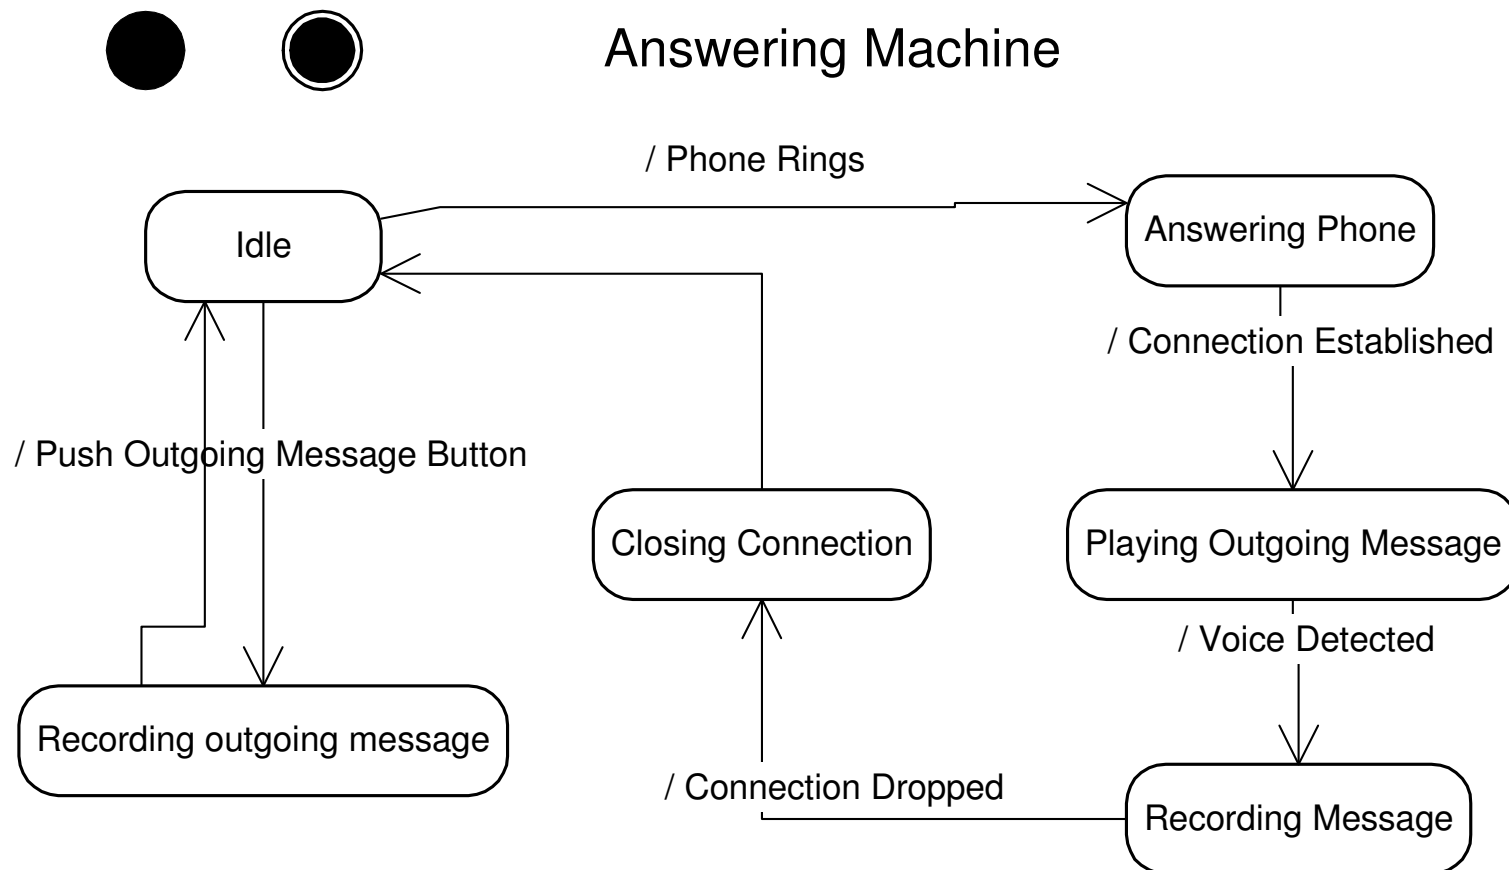 Answering Machine
/ Phone Rings
Idle
Answering Phone
/ Connection Established
/ Push Outgoing Message Button
Closing Connection
Playing Outgoing Message
/ Voice Detected
Recording outgoing message
/ Connection Dropped
Recording Message